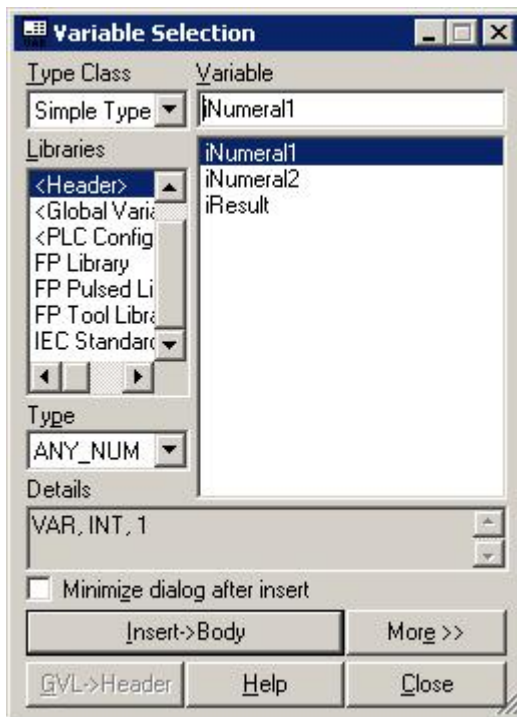 Variable Selection
Type Class
Variable
Simple Type
iNumeral1
Libraries
<Header>
<Global Varia
<PLC Config
FP Library
FP Pulsed Li
FP Tool Libra
IEC Standard
iNumeral1
iNumeral2
iResult
Type
ANY_NUM
Details
VAR, INT, 1
Minimize dialog after insert
Insert->Body
More >>
GVL->Header
Help
Close